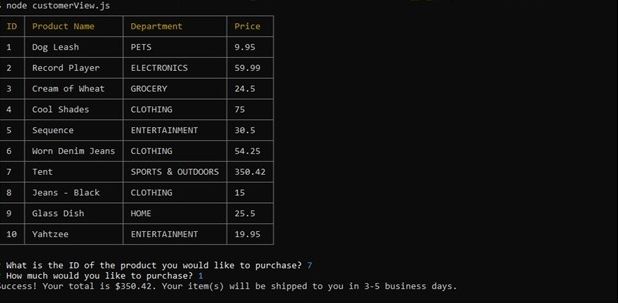 node customerView.js
ID Product Name Department Price
1 Dog Leash PETS 9.95
2 Record Player ELECTRONICS 59.99
3 Cream of Wheat GROCERY 24.5
4 Cool Shades CLOTHING 75
5 Sequence ENTERTAINMENT 30.5
6 Worn Denim Jeans CLOTHING 54.25
7 Tent SPORTS & OUTDOORS 350.42
8 Jeans - Black CLOTHING 15
9 Glass Dish HOME 25.5
10 Yahtzee ENTERTAINMENT 19.95
What is the ID of the product you would like to purchase? 7
How much would you like to purchase? 1
Success! Your total is $350.42. Your item(s) will be shipped to you in 3-5 business days.